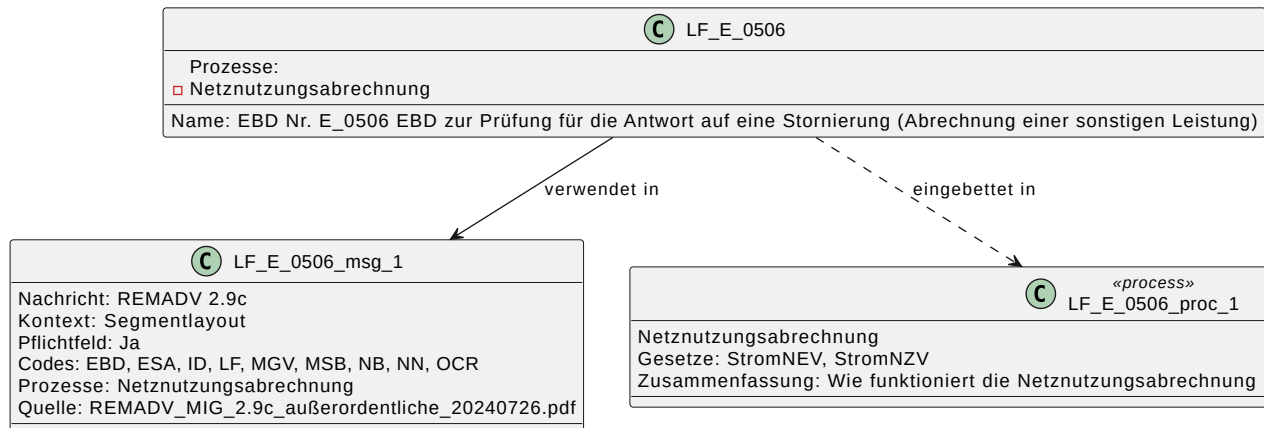 C LF_E_0506
Prozesse:
Netznutzungsabrechnung
Name: EBD Nr. E_0506 EBD zur Prüfung für die Antwort auf eine Stornierung (Abrechnung einer sonstigen Leistung)
verwendet in
eingebettet in
C LF_E_0506_msg_1
Nachricht: REMADV 2.9c
Kontext: Segmentlayout
Pflichtfeld: Ja
Codes: EBD, ESA, ID, LF, MGV, MSB, NB, NN, OCR
Prozesse: Netznutzungsabrechnung
Quelle: REMADV_MIG_2.9c_außerordentliche_20240726.pdf
C «process»
LF_E_0506_proc_1
Netznutzungsabrechnung
Gesetze: StromNEV, StromNZV
Zusammenfassung: Wie funktioniert die Netznutzungsabrechnung